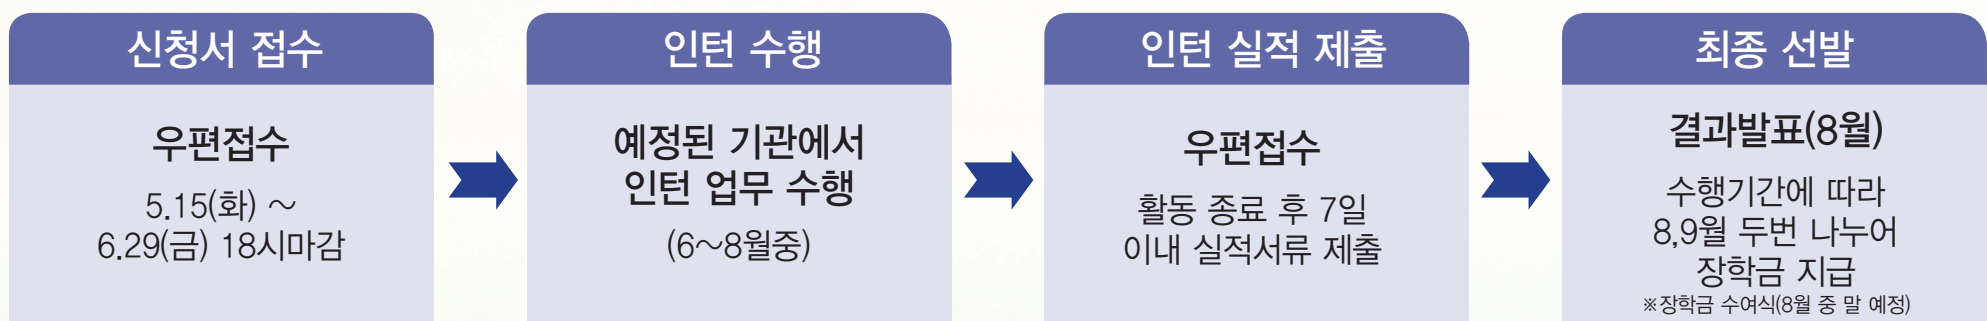 신청서 접수
우편접수
5.15(화) ~
6.29(금) 18시마감
인턴 수행
예정된 기관에서
인턴 업무 수행
(6~8월중)
인턴 실적 제출
우편접수
활동 종료 후 7일
이내 실적서류 제출
최종 선발
결과발표(8월)
수행기간에 따라
8,9월 두번 나누어
장학금 지급
※장학금 수여식(8월 중 말 예정)